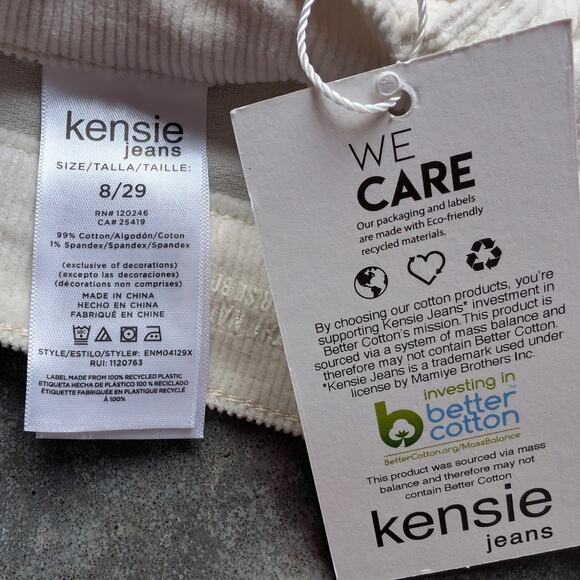 kensie
jeans
SIZE/TALLA/TAILLE:
8/29
RN# 120246
CA# 25419
99% Cotton/Algodón/Coton
1% Spandex/Spandex/Spandex
(exclusive of decorations)
(excepto las decoraciones)
(décorations non comprises)
MADE IN CHINA
HECHO EN CHINA
FABRIQUÉ EN CHINE
STYLE/ESTILO/STYLE#: ENM04129X
RUI: 1120763
LABEL MADE FROM 100% RECYCLED PLASTIC
ETIQUETA HECHA DE PLÁSTICO 100 % RECICLADO
ÉTIQUETTE FABRIQUÉE EN PLASTIQUE RECYCLÉ
À 100%
WE
CARE
Our packaging and labels
are made with Eco-friendly
recycled materials.
By choosing our cotton products, you're
supporting Kensie Jeans* investment in
Better Cotton's mission. This product is
sourced via a system of mass balance and
therefore may not contain Better Cotton.
*Kensie Jeans is a trademark used under
license by Mamiye Brothers Inc.
investing in
better
cotton™
BetterCotton.org/MassBalance
This product was sourced via mass
balance and therefore may not
contain Better Cotton
kensie
jeans